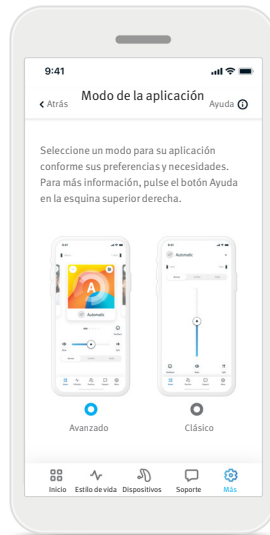 9:41
Atrás Modo de la aplicación Ayuda
Seleccione un modo para su aplicación
conforme sus preferencias y necesidades.
Para más información, pulse el botón Ayuda
en la esquina superior derecha.
A
Automatic
Automatic
Avanzado Clásico
Inicio Estilo de vida Dispositivos Soporte Más